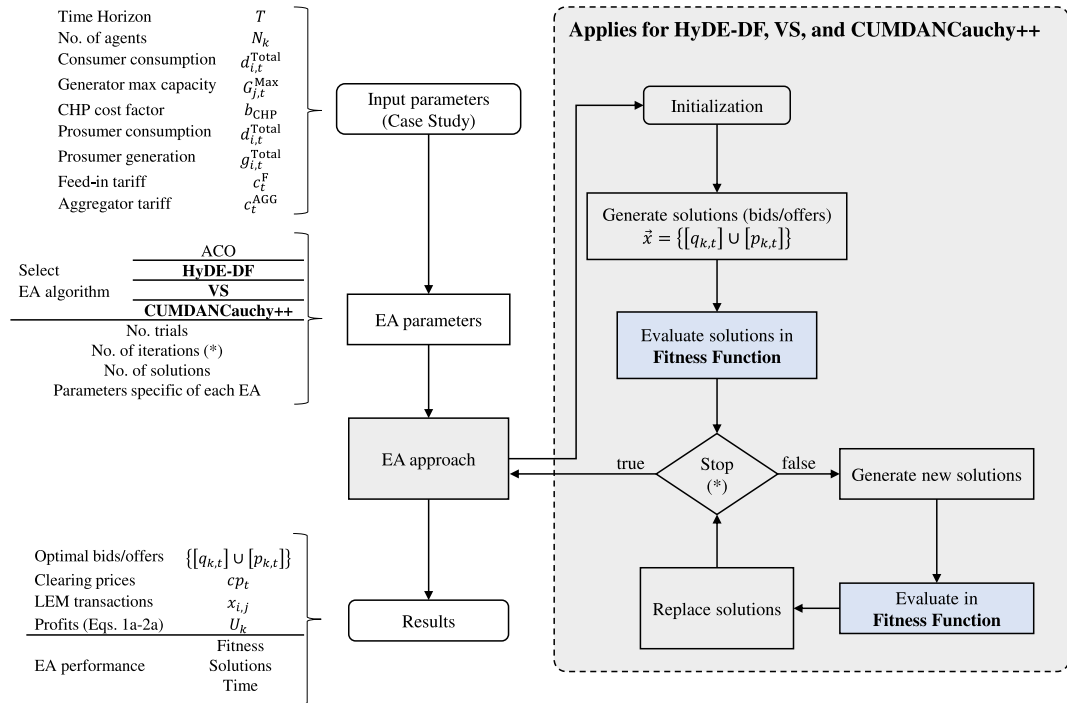 Time Horizon T
No. of agents N_k
Consumer consumption d_{i,t}^{Total}
Generator max capacity G_{j,t}^{Max}
CHP cost factor b_{CHP}
Prosumer consumption d_{i,t}^{Total}
Prosumer generation g_{i,t}^{Total}
Feed-in tariff c_t^F
Aggregator tariff c_t^{AGG}
Input parameters
(Case Study)
Select
EA algorithm
ACO
HyDE-DF
VS
CUMDANCauchy++
No. trials
No. of iterations (*)
No. of solutions
Parameters specific of each EA
EA parameters
EA approach
Optimal bids/offers {[q_{k,t}] ∪ [p_{k,t}]}
Clearing prices cp_t
LEM transactions x_{i,j}
Profits (Eqs. 1a-2a) U_k
EA performance
Fitness
Solutions
Time
Results
Applies for HyDE-DF, VS, and CUMDANCauchy++
Initialization
Generate solutions (bids/offers)
x⃗ = {[q_{k,t}] ∪ [p_{k,t}]}
Evaluate solutions in
Fitness Function
Stop
(*)
true
false
Generate new solutions
Evaluate in
Fitness Function
Replace solutions